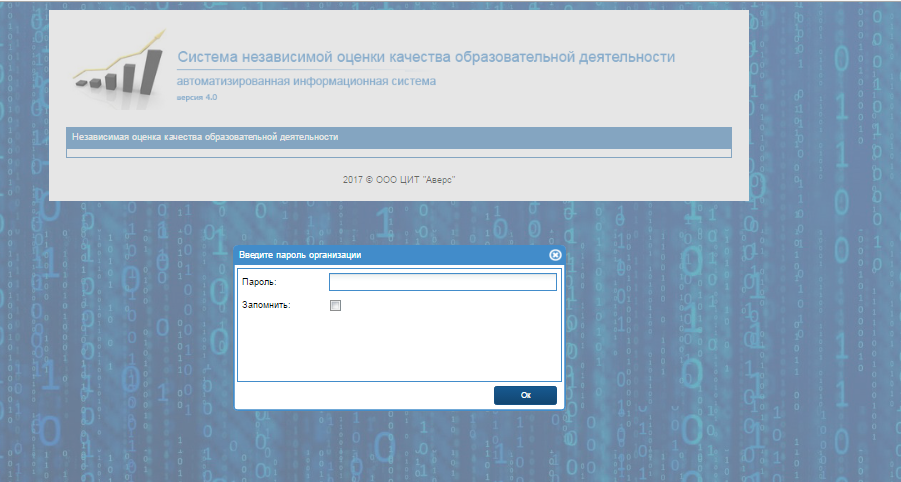 Система независимой оценки качества образовательной деятельности
автоматизированная информационная система
версия 4.0
Независимая оценка качества образовательной деятельности
2017 © ООО ЦИТ "Аверс"
Введите пароль организации
Пароль:
Запомнить:
Ок